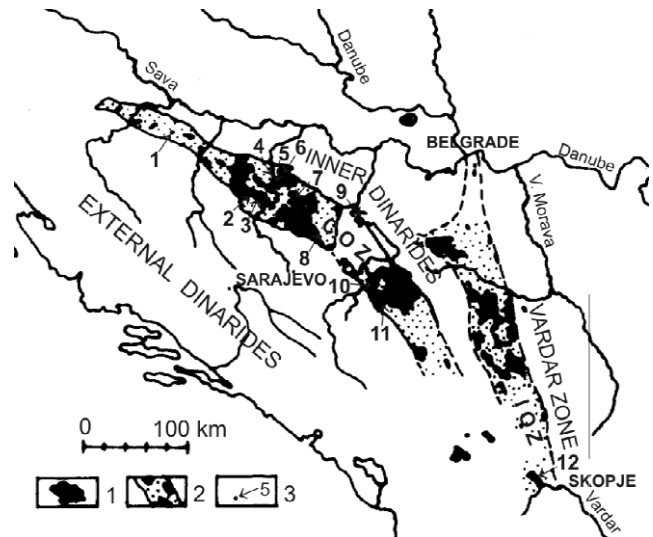 Danube
Sava
BELGRADE
Danube
1
4
5
6
INNER DINARIDES
7
9
V. Morava
2
3
EXTERNAL DINARIDES
8
O Z
SARAJEVO
10
11
VARDAR ZONE
I O Z
0 100 km
12
SKOPJE
Vardar
1
2
5
3